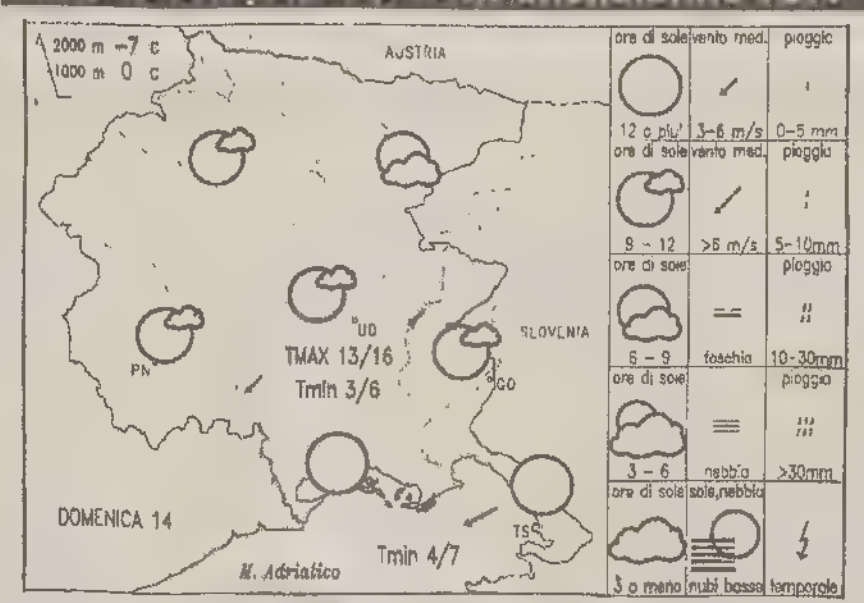 2000 m -7 c
1000 m 0 c
AUSTRIA
UD
SLOVENIA
TMAX 13/16
PN
Tmin 3/6
GO
DOMENICA 14
TS
Tmin 4/7
M. Adriatico
ore di sole vento med. pioggia
12 o piu' 3-6 m/s 0-5 mm
ore di sole vento med. pioggia
9 - 12 >6 m/s 5-10mm
ore di sole pioggia
6 - 9 foschia 10-30mm
ore di sole pioggia
3 - 6 nebbia >30mm
ore di sole sole,nebbia
3 o meno nubi basse temporale